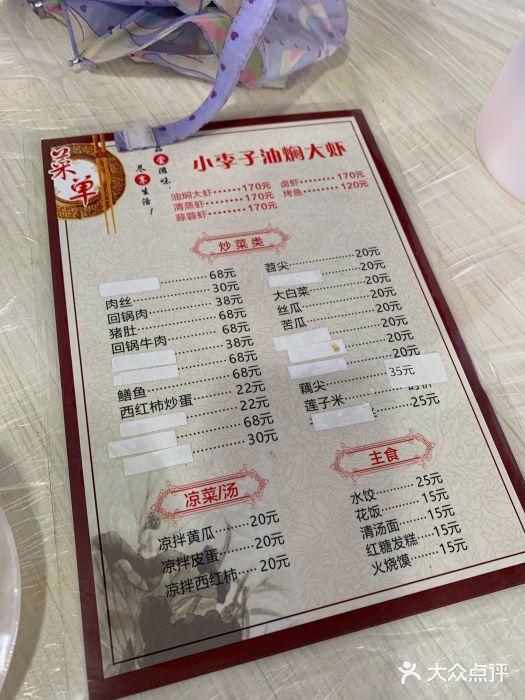 菜单
品食滋味,
尽享生活!
小李子油焖大虾
油焖大虾········170元 卤虾········170元
清蒸虾········170元 烤鱼········120元
蒜蓉虾········170元
炒菜类
68元
肉丝 30元
回锅肉 38元
猪肚 68元
回锅牛肉 68元
38元
68元
鳝鱼 68元
西红柿炒蛋 22元
22元
68元
30元
苕尖 20元
20元
大白菜 20元
丝瓜 20元
苦瓜 20元
20元
20元
藕尖 35元
莲子米
25元
凉菜/汤
凉拌黄瓜 20元
凉拌皮蛋 20元
凉拌西红柿 20元
主食
水饺 25元
花饭 15元
清汤面 15元
红糖发糕 15元
火烧馍 15元
大众点评